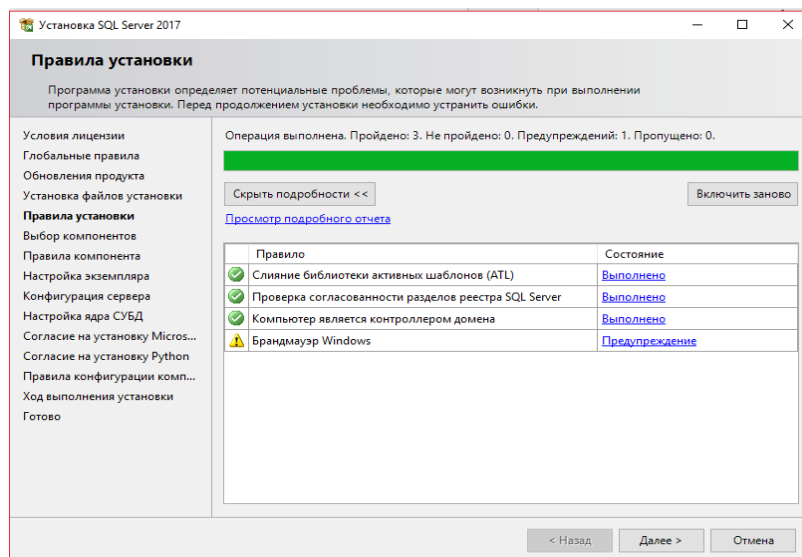 Установка SQL Server 2017
Правила установки
Программа установки определяет потенциальные проблемы, которые могут возникнуть при выполнении
программы установки. Перед продолжением установки необходимо устранить ошибки.
Условия лицензии
Глобальные правила
Обновления продукта
Установка файлов установки
Правила установки
Выбор компонентов
Правила компонента
Настройка экземпляра
Конфигурация сервера
Настройка ядра СУБД
Согласие на установку Micros...
Согласие на установку Python
Правила конфигурации комп...
Ход выполнения установки
Готово
Операция выполнена. Пройдено: 3. Не пройдено: 0. Предупреждений: 1. Пропущено: 0.
Скрыть подробности <<
Включить заново
Просмотр подробного отчета
Правило Состояние
Слияние библиотеки активных шаблонов (ATL) Выполнено
Проверка согласованности разделов реестра SQL Server Выполнено
Компьютер является контроллером домена Выполнено
Брандмауэр Windows Предупреждение
< Назад Далее > Отмена